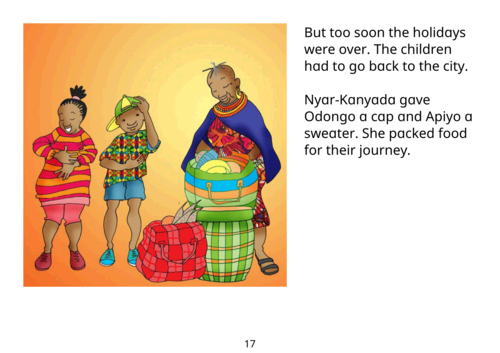 But too soon the holidays
were over. The children
had to go back to the city.
Nyar-Kanyada gave
Odongo a cap and Apiyo a
sweater. She packed food
for their journey.
17